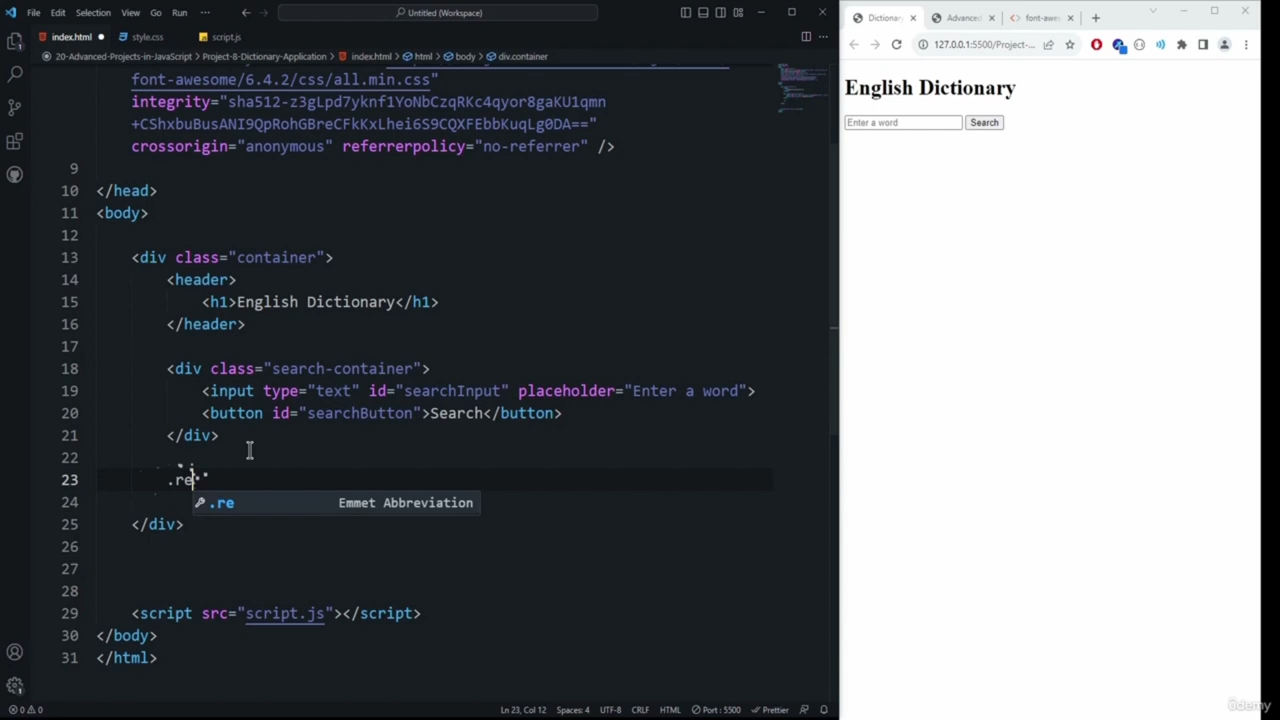 File Edit Selection View Go Run ··· Untitled (Workspace)
index.html style.css script.js
20-Advanced-Projects-in-JavaScript > Project-8-Dictionary-Application > index.html > html > body > div.container
font-awesome/6.4.2/css/all.min.css"
integrity="sha512-z3gLpd7yknf1YoNbCzqRKc4qyor8gaKU1qmn
+CShxbuBusANI9QpRohGBreCFkKxLhei6S9CQXFEbbKuqLg0DA=="
crossorigin="anonymous" referrerpolicy="no-referrer" />
9
10 </head>
11 <body>
12
13 <div class="container">
14 <header>
15 <h1>English Dictionary</h1>
16 </header>
17
18 <div class="search-container">
19 <input type="text" id="searchInput" placeholder="Enter a word">
20 <button id="searchButton">Search</button>
21 </div>
22
23 .re
.re Emmet Abbreviation
24
25 </div>
26
27
28
29 <script src="script.js"></script>
30 </body>
31 </html>
0 0 Ln 23, Col 12 Spaces: 4 UTF-8 CRLF HTML Port : 5500 Prettier
Dictionary Advanced font-awes
127.0.0.1:5500/Project-...
English Dictionary
Enter a word Search
ûdemy